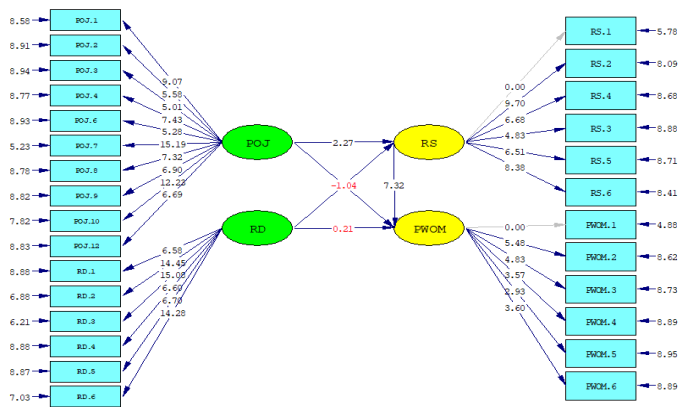 8.58 POJ.1
8.91 POJ.2
8.94 POJ.3
8.77 POJ.4
8.93 POJ.6
5.23 POJ.7
8.78 POJ.8
8.82 POJ.9
7.82 POJ.10
8.83 POJ.12
8.88 RD.1
6.88 RD.2
6.21 RD.3
8.88 RD.4
8.87 RD.5
7.03 RD.6
9.07
5.58
5.01
7.43
5.28
15.19
7.32
6.90
12.23
6.69
6.58
14.45
15.08
6.60
6.70
14.28
POJ 2.27 RS
-1.04 7.32
RD 0.21 PWOM
0.00
9.70
6.68
4.83
6.51
8.38
0.00
5.48
4.83
3.57
2.93
3.60
RS.1 5.78
RS.2 8.09
RS.4 8.68
RS.3 8.88
RS.5 8.71
RS.6 8.41
PWOM.1 4.88
PWOM.2 8.62
PWOM.3 8.73
PWOM.4 8.89
PWOM.5 8.95
PWOM.6 8.89